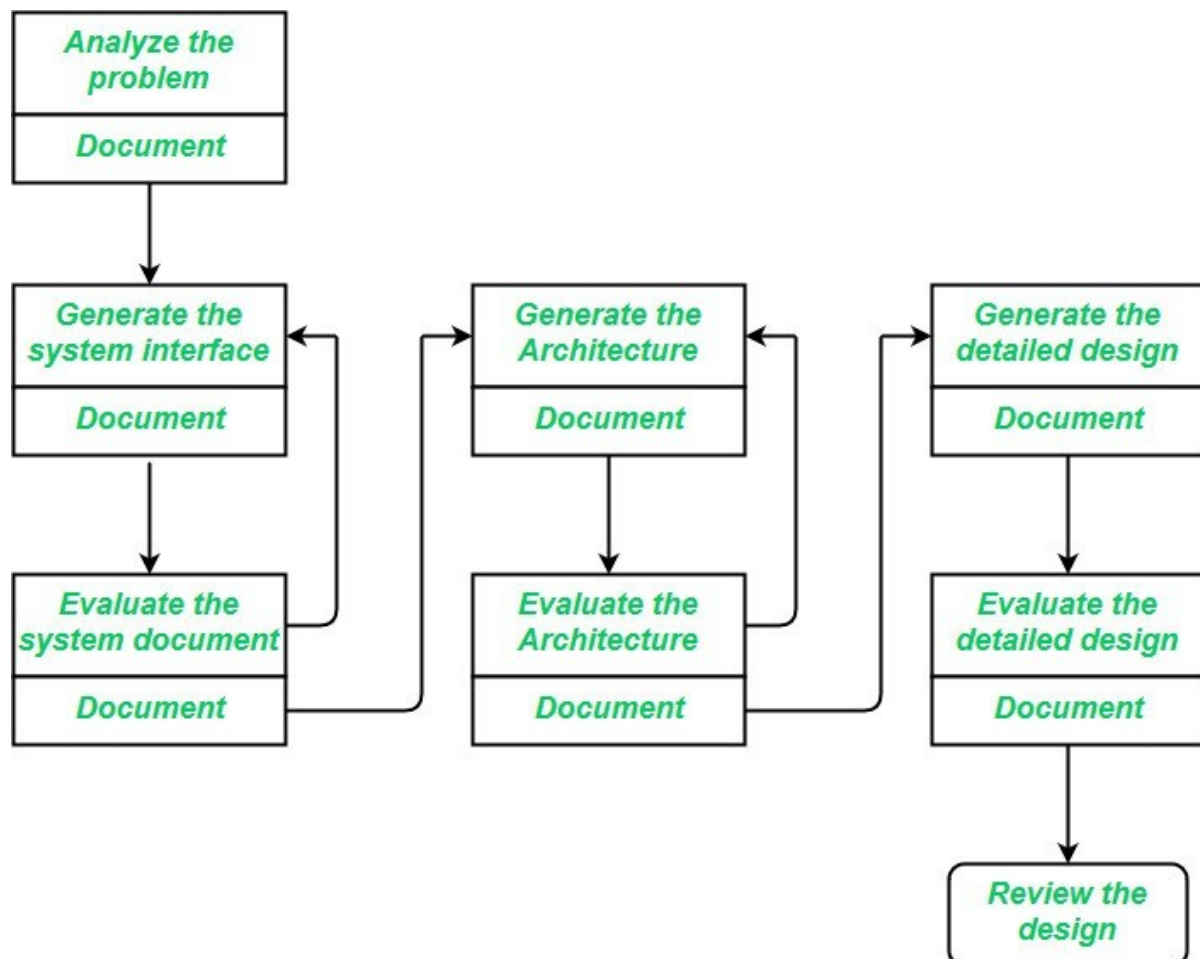 Analyze the
problem
Document
Generate the
system interface
Document
Evaluate the
system document
Document
Generate the
Architecture
Document
Evaluate the
Architecture
Document
Generate the
detailed design
Document
Evaluate the
detailed design
Document
Review the
design